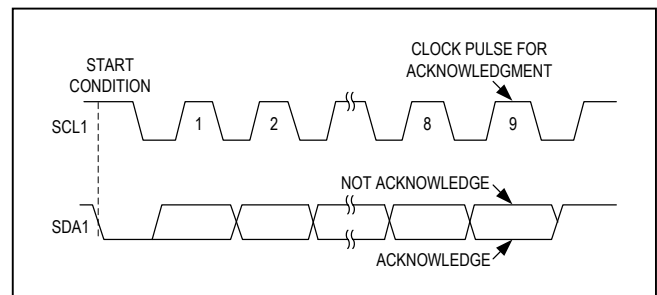 START
CONDITION
CLOCK PULSE FOR
ACKNOWLEDGMENT
SCL1
1
2
8
9
NOT ACKNOWLEDGE
SDA1
ACKNOWLEDGE